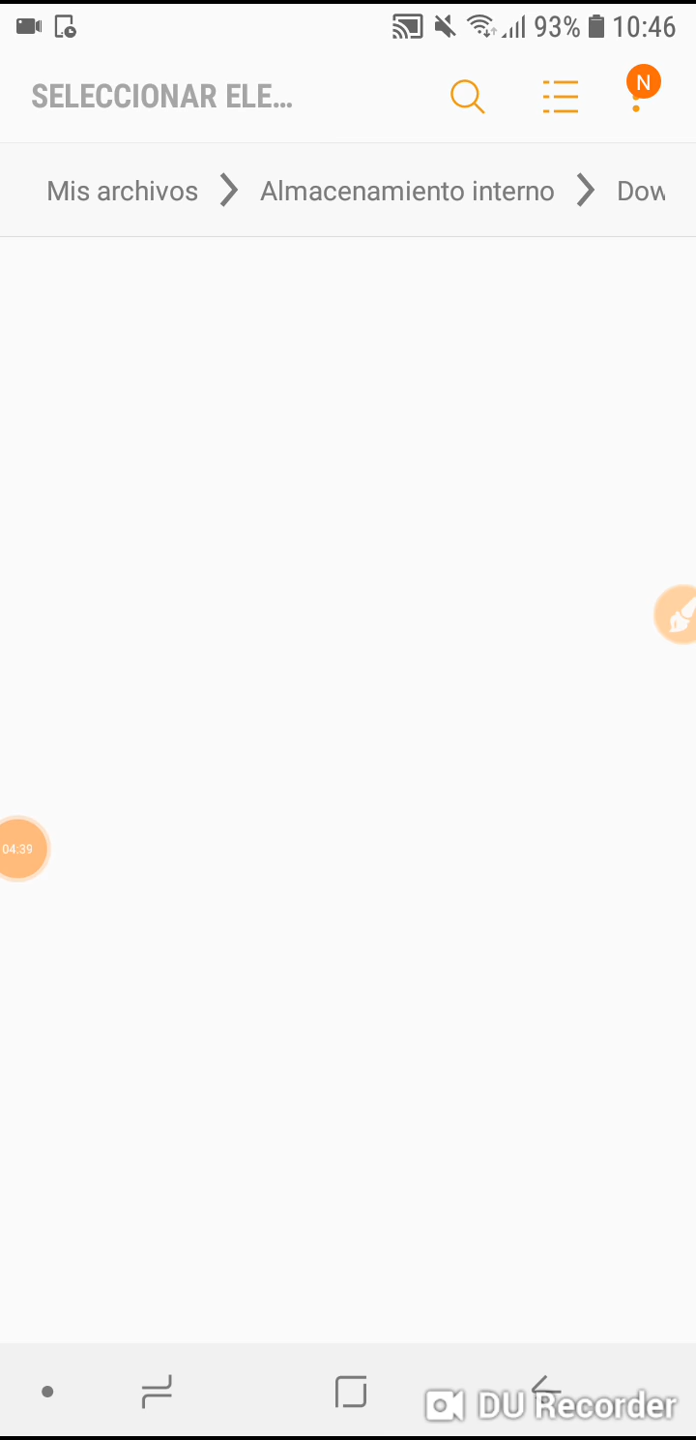 93% 10:46
SELECCIONAR ELE...
N
Mis archivos Almacenamiento interno Dow
04:39
DU Recorder